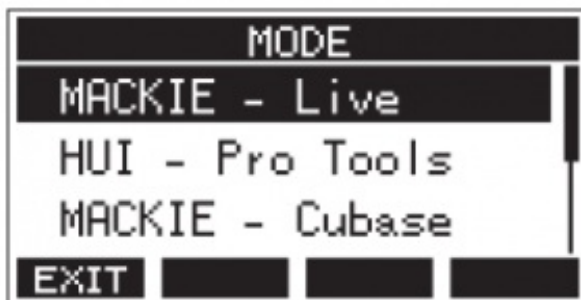 MODE
MACKIE - Live
HUI - Pro Tools
MACKIE - Cubase
EXIT